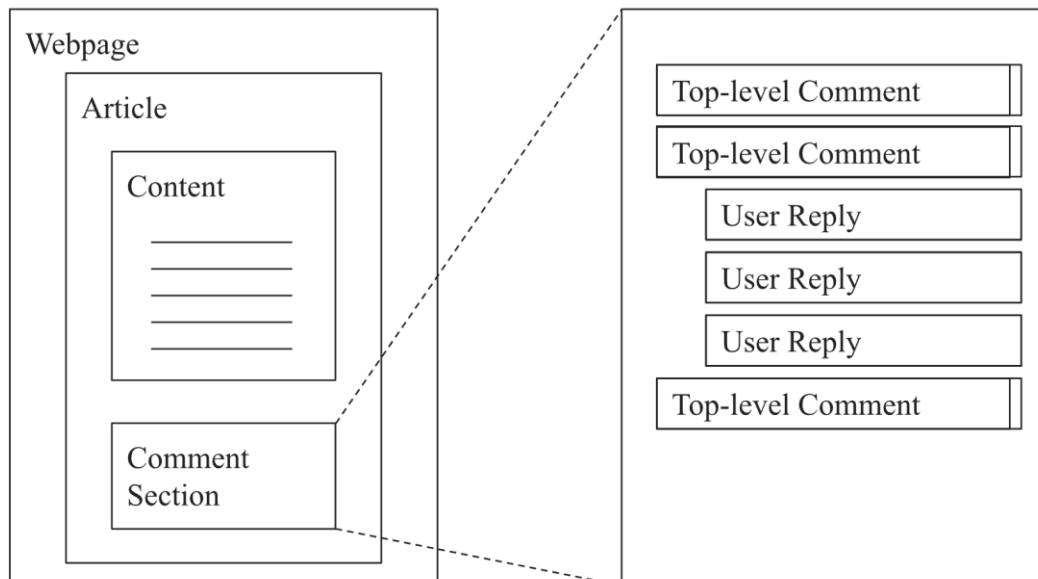 Webpage
Article
Content
Comment
Section
Top-level Comment
Top-level Comment
User Reply
User Reply
User Reply
Top-level Comment